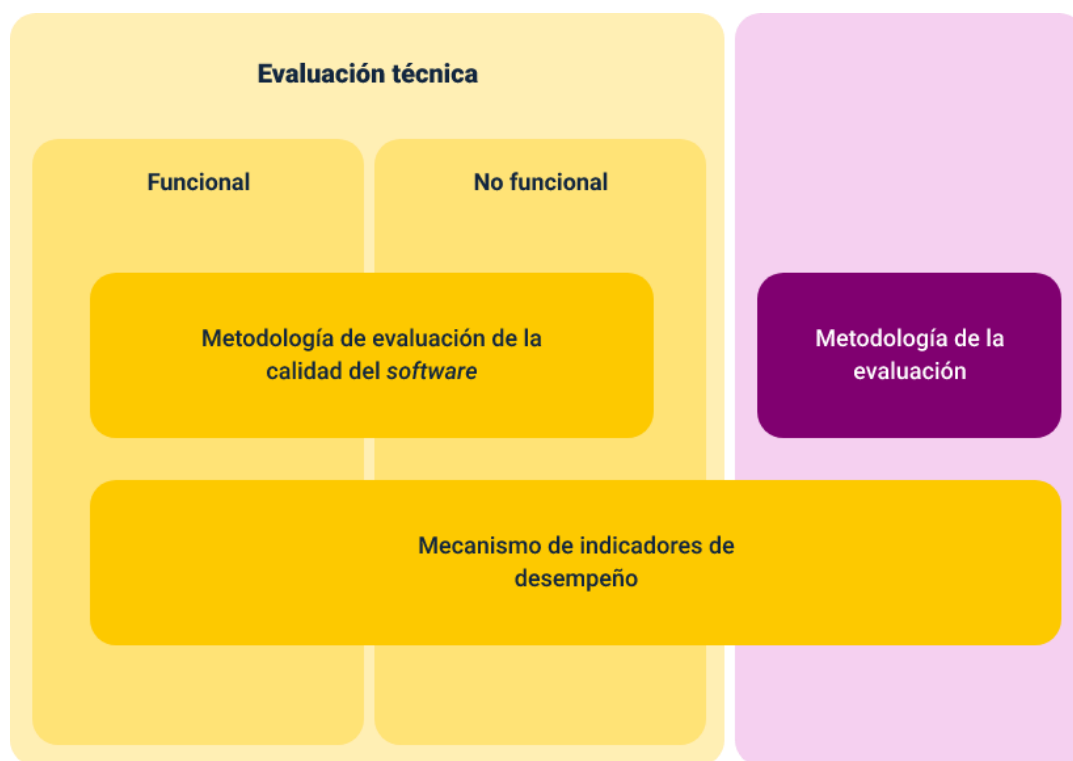 Evaluación técnica
Funcional
No funcional
Metodología de evaluación de la
calidad del software
Metodología de la
evaluación
Mecanismo de indicadores de
desempeño